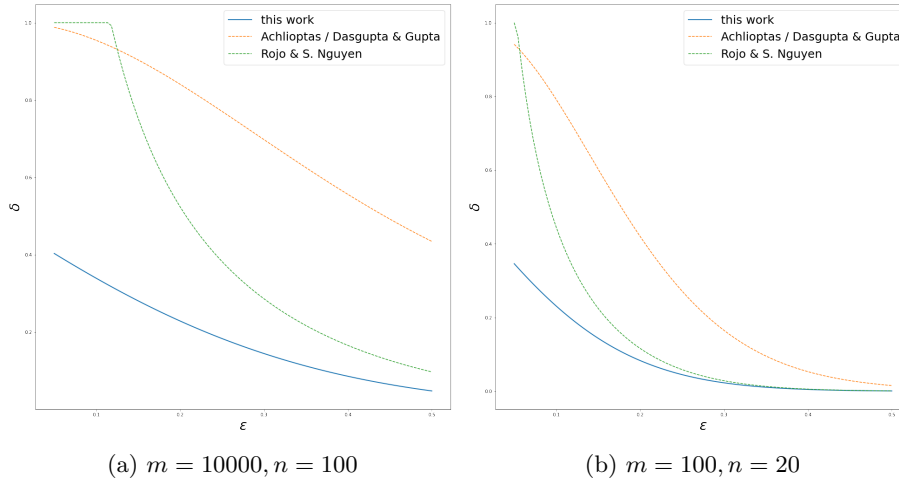 this work
Achlioptas / Dasgupta & Gupta
Rojo & S. Nguyen
1.0
0.8
0.6
0.4
0.2
δ
0.1
0.2
0.3
0.4
0.5
ε
(a) m = 10000, n = 100
this work
Achlioptas / Dasgupta & Gupta
Rojo & S. Nguyen
1.0
0.8
0.6
0.4
0.2
0.0
δ
0.1
0.2
0.3
0.4
0.5
ε
(b) m = 100, n = 20